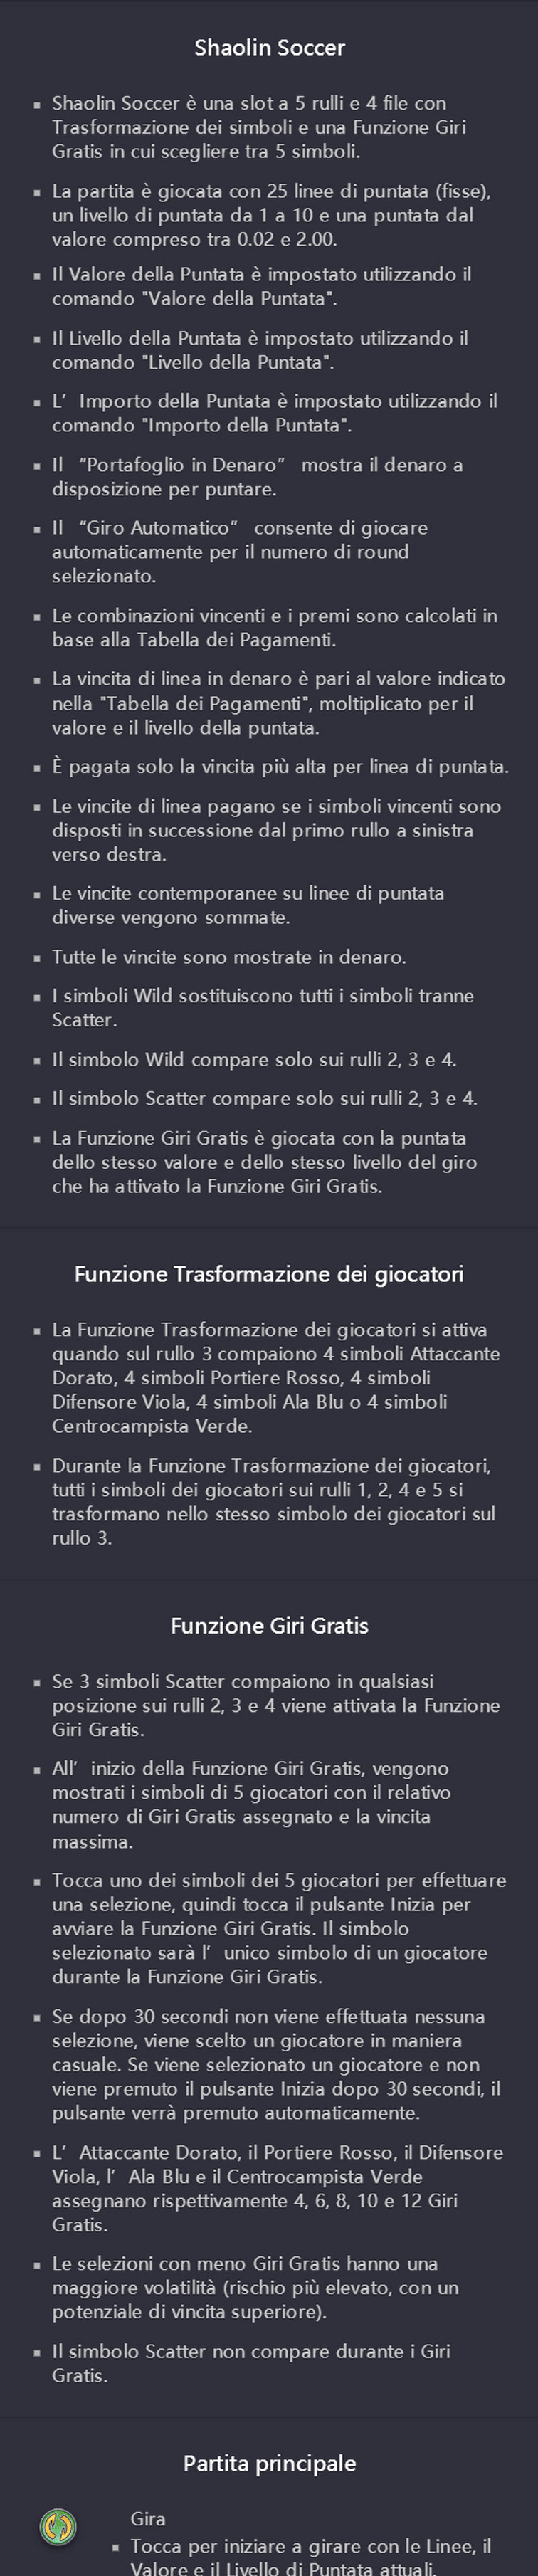 Shaolin Soccer
▪ Shaolin Soccer è una slot a 5 rulli e 4 file con
Trasformazione dei simboli e una Funzione Giri
Gratis in cui scegliere tra 5 simboli.
▪ La partita è giocata con 25 linee di puntata (fisse),
un livello di puntata da 1 a 10 e una puntata dal
valore compreso tra 0.02 e 2.00.
▪ Il Valore della Puntata è impostato utilizzando il
comando "Valore della Puntata".
▪ Il Livello della Puntata è impostato utilizzando il
comando "Livello della Puntata".
▪ L’ Importo della Puntata è impostato utilizzando il
comando "Importo della Puntata".
▪ Il “Portafoglio in Denaro” mostra il denaro a
disposizione per puntare.
▪ Il “Giro Automatico” consente di giocare
automaticamente per il numero di round
selezionato.
▪ Le combinazioni vincenti e i premi sono calcolati in
base alla Tabella dei Pagamenti.
▪ La vincita di linea in denaro è pari al valore indicato
nella "Tabella dei Pagamenti", moltiplicato per il
valore e il livello della puntata.
▪ È pagata solo la vincita più alta per linea di puntata.
▪ Le vincite di linea pagano se i simboli vincenti sono
disposti in successione dal primo rullo a sinistra
verso destra.
▪ Le vincite contemporanee su linee di puntata
diverse vengono sommate.
▪ Tutte le vincite sono mostrate in denaro.
▪ I simboli Wild sostituiscono tutti i simboli tranne
Scatter.
▪ Il simbolo Wild compare solo sui rulli 2, 3 e 4.
▪ Il simbolo Scatter compare solo sui rulli 2, 3 e 4.
▪ La Funzione Giri Gratis è giocata con la puntata
dello stesso valore e dello stesso livello del giro
che ha attivato la Funzione Giri Gratis.
Funzione Trasformazione dei giocatori
▪ La Funzione Trasformazione dei giocatori si attiva
quando sul rullo 3 compaiono 4 simboli Attaccante
Dorato, 4 simboli Portiere Rosso, 4 simboli
Difensore Viola, 4 simboli Ala Blu o 4 simboli
Centrocampista Verde.
▪ Durante la Funzione Trasformazione dei giocatori,
tutti i simboli dei giocatori sui rulli 1, 2, 4 e 5 si
trasformano nello stesso simbolo dei giocatori sul
rullo 3.
Funzione Giri Gratis
▪ Se 3 simboli Scatter compaiono in qualsiasi
posizione sui rulli 2, 3 e 4 viene attivata la Funzione
Giri Gratis.
▪ All’ inizio della Funzione Giri Gratis, vengono
mostrati i simboli di 5 giocatori con il relativo
numero di Giri Gratis assegnato e la vincita
massima.
▪ Tocca uno dei simboli dei 5 giocatori per effettuare
una selezione, quindi tocca il pulsante Inizia per
avviare la Funzione Giri Gratis. Il simbolo
selezionato sarà l’ unico simbolo di un giocatore
durante la Funzione Giri Gratis.
▪ Se dopo 30 secondi non viene effettuata nessuna
selezione, viene scelto un giocatore in maniera
casuale. Se viene selezionato un giocatore e non
viene premuto il pulsante Inizia dopo 30 secondi, il
pulsante verrà premuto automaticamente.
▪ L’ Attaccante Dorato, il Portiere Rosso, il Difensore
Viola, l’ Ala Blu e il Centrocampista Verde
assegnano rispettivamente 4, 6, 8, 10 e 12 Giri
Gratis.
▪ Le selezioni con meno Giri Gratis hanno una
maggiore volatilità (rischio più elevato, con un
potenziale di vincita superiore).
▪ Il simbolo Scatter non compare durante i Giri
Gratis.
Partita principale
Gira
▪ Tocca per iniziare a girare con le Linee, il
Valore e il Livello di Puntata attuali.